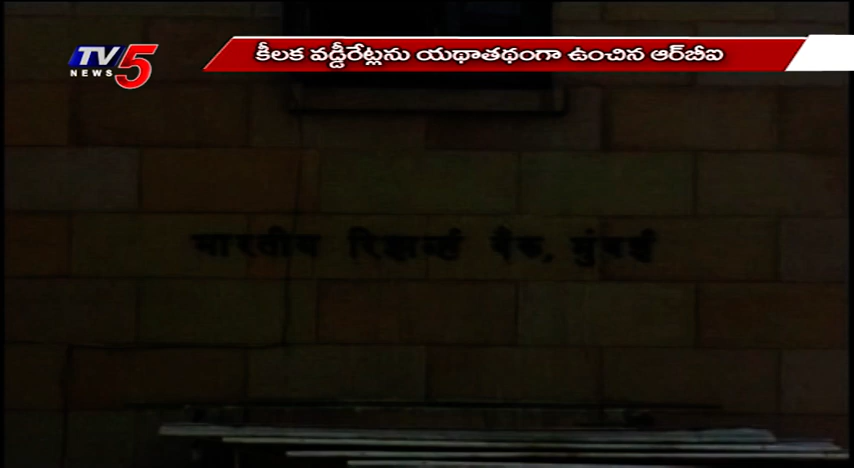 TV5
NEWS
కీలక వడ్డీరేట్లను యథాతథంగా ఉంచిన ఆర్‌బీఐ
भारतीय रिज़र्व बैंक, मुंबई